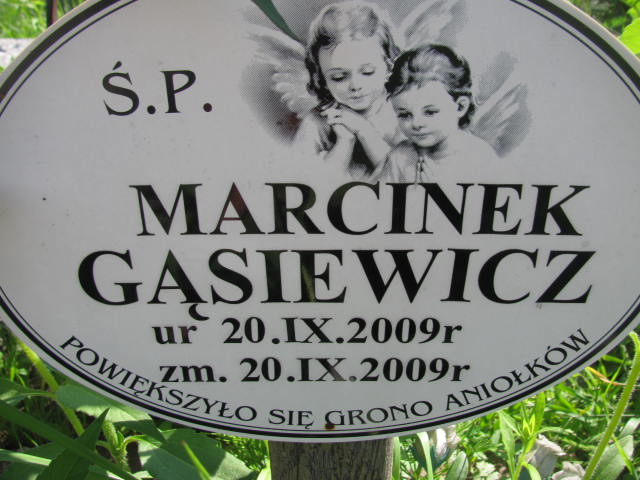 Ś.P.
MARCINEK
GĄSIEWICZ
ur 20.IX.2009r
zm. 20.IX.2009r
POWIĘKSZYŁO SIĘ GRONO ANIOŁKÓW